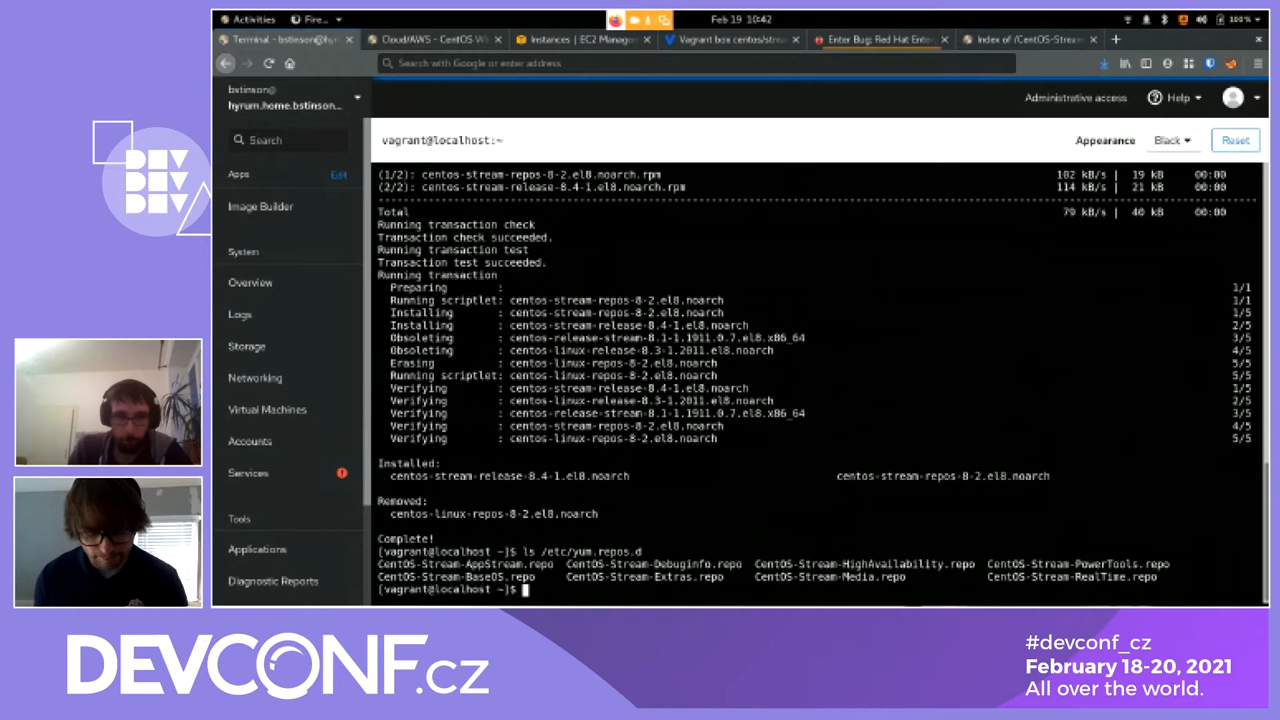 Activities
Fire...
Feb 19 10:42
100%
Terminal - bstinson@hyr
Cloud/AWS - CentOS Wi
Instances | EC2 Manage
Vagrant box centos/stre
Enter Bug: Red Hat Enter
Index of /CentOS-Strea
Search with Google or enter address
bstinson@
hyrum.home.bstinson...
Administrative access
Help
Search
vagrant@localhost:~
Appearance
Black
Reset
Apps
Edit
Image Builder
System
Overview
Logs
Storage
Networking
Virtual Machines
Accounts
Services
Tools
Applications
Diagnostic Reports
(1/2): centos-stream-repos-8-2.el8.noarch.rpm 102 kB/s | 19 kB 00:00
(2/2): centos-stream-release-8.4-1.el8.noarch.rpm 114 kB/s | 21 kB 00:00
--------------------------------------------------------------------------------
Total 79 kB/s | 40 kB 00:00
Running transaction check
Transaction check succeeded.
Running transaction test
Transaction test succeeded.
Running transaction
Preparing : 1/1
Running scriptlet: centos-stream-repos-8-2.el8.noarch 1/1
Installing : centos-stream-repos-8-2.el8.noarch 1/5
Installing : centos-stream-release-8.4-1.el8.noarch 2/5
Obsoleting : centos-release-stream-8.1-1.1911.0.7.el8.x86_64 3/5
Obsoleting : centos-linux-release-8.3-1.2011.el8.noarch 4/5
Erasing : centos-linux-repos-8-2.el8.noarch 5/5
Running scriptlet: centos-linux-repos-8-2.el8.noarch 5/5
Verifying : centos-stream-release-8.4-1.el8.noarch 1/5
Verifying : centos-linux-release-8.3-1.2011.el8.noarch 2/5
Verifying : centos-release-stream-8.1-1.1911.0.7.el8.x86_64 3/5
Verifying : centos-stream-repos-8-2.el8.noarch 4/5
Verifying : centos-linux-repos-8-2.el8.noarch 5/5
Installed:
centos-stream-release-8.4-1.el8.noarch centos-stream-repos-8-2.el8.noarch
Removed:
centos-linux-repos-8-2.el8.noarch
Complete!
[vagrant@localhost ~]$ ls /etc/yum.repos.d
CentOS-Stream-AppStream.repo CentOS-Stream-Debuginfo.repo CentOS-Stream-HighAvailability.repo CentOS-Stream-PowerTools.repo
CentOS-Stream-BaseOS.repo CentOS-Stream-Extras.repo CentOS-Stream-Media.repo CentOS-Stream-RealTime.repo
[vagrant@localhost ~]$
DEV
DEV
DEV
DEVCONF.cz
#devconf_cz
February 18-20, 2021
All over the world.